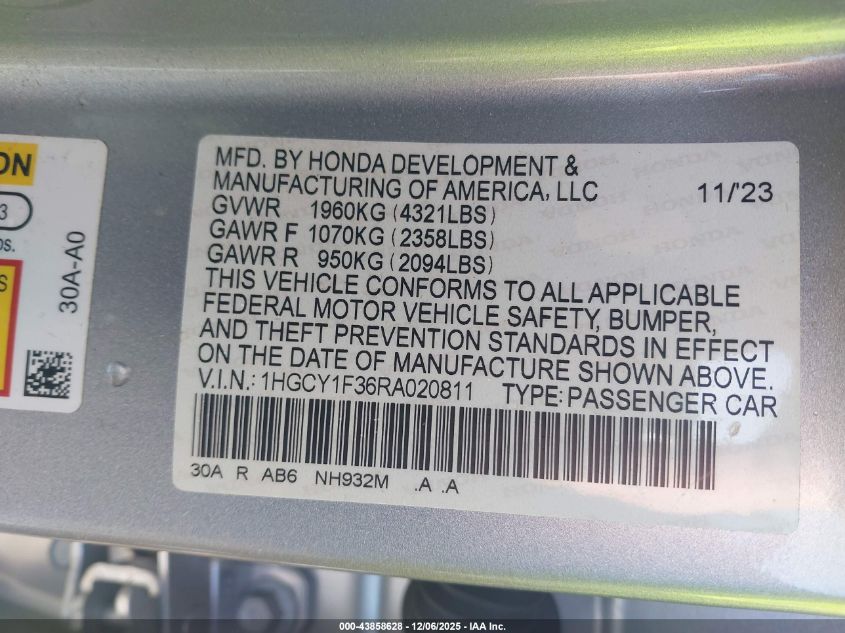 ON
3
bs.
S
30A-A0
MFD. BY HONDA DEVELOPMENT &
MANUFACTURING OF AMERICA, LLC 11/'23
GVWR 1960KG (4321LBS)
GAWR F 1070KG (2358LBS)
GAWR R 950KG (2094LBS)
THIS VEHICLE CONFORMS TO ALL APPLICABLE
FEDERAL MOTOR VEHICLE SAFETY, BUMPER,
AND THEFT PREVENTION STANDARDS IN EFFECT
ON THE DATE OF MANUFACTURE SHOWN ABOVE.
V.I.N.: 1HGCY1F36RA020811 TYPE: PASSENGER CAR
30A R AB6 NH932M .A .A
000-43858628 - 12/06/2025 - IAA Inc.